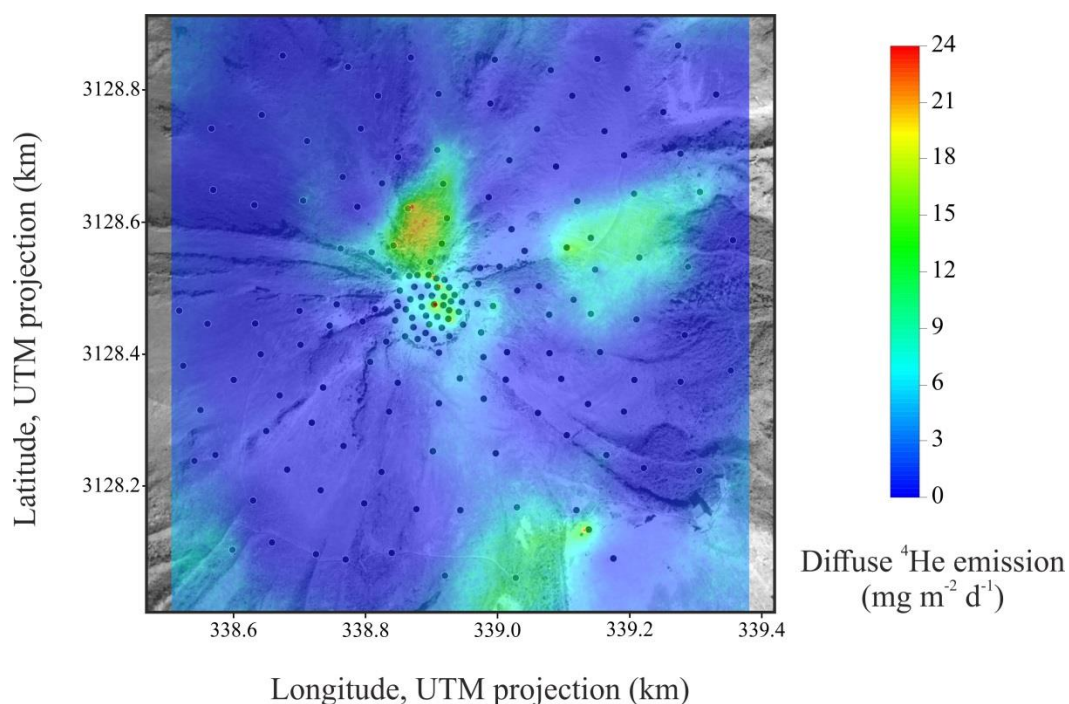 Latitude, UTM projection (km)
3128.8
3128.6
3128.4
3128.2
338.6 338.8 339.0 339.2 339.4
Longitude, UTM projection (km)
24
21
18
15
12
9
6
3
0
Diffuse ⁴He emission
(mg m⁻² d⁻¹)